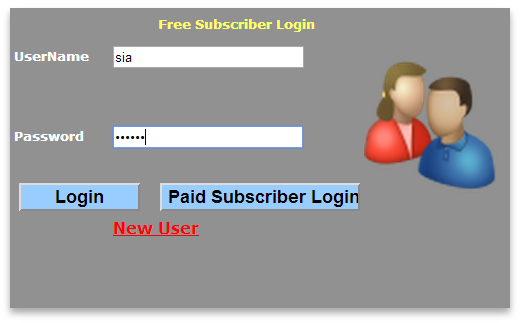 Free Subscriber Login
UserName sia
Password ••••••
Login Paid Subscriber Login
New User